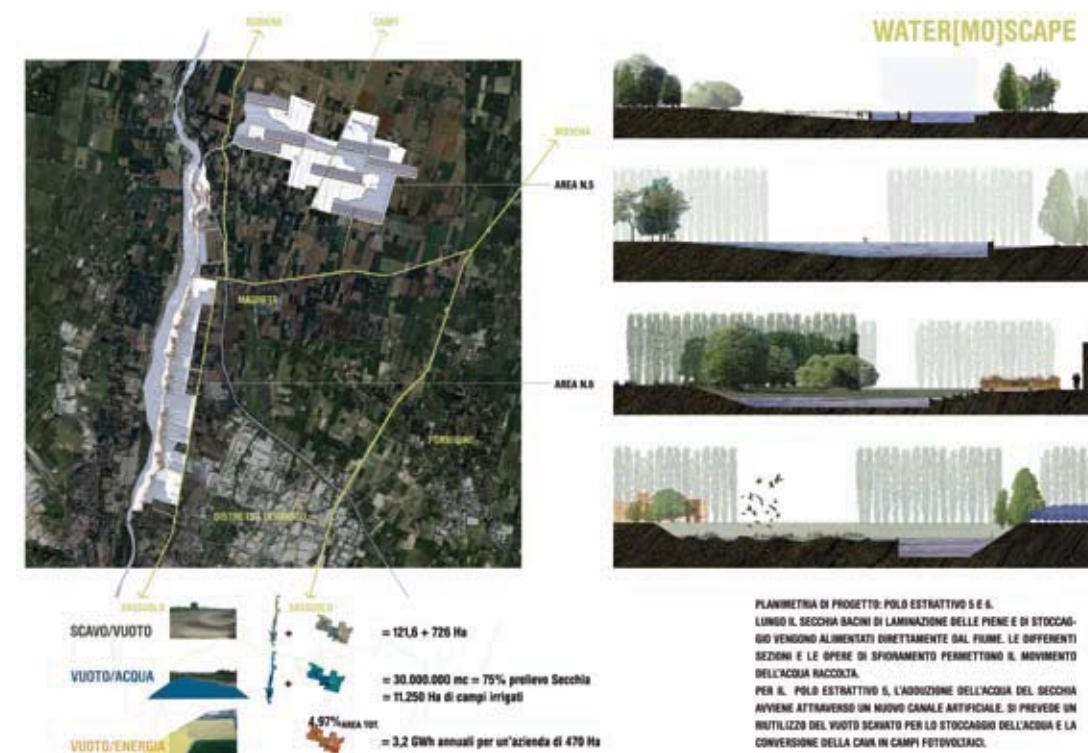 WATER[MO]SCAPE
RUBIERA
CAMPI
MODENA
AREA N.5
MAGRETA
AREA N.6
FORMIGINE
DISTRETTO CERAMICO
SASSUOLO
SASSUOLO
SCAVO/VUOTO
+
= 121,6 + 726 Ha
VUOTO/ACQUA
+
= 30.000.000 mc = 75% prelievo Secchia
= 11.250 Ha di campi irrigati
VUOTO/ENERGIA
4,97% AREA TOT.
= 3,2 GWh annuali per un'azienda di 470 Ha
PLANIMETRIA DI PROGETTO: POLO ESTRATTIVO 5 E 6.
LUNGO IL SECCHIA BACINI DI LAMINAZIONE DELLE PIENE E DI STOCCAG-
GIO VENGONO ALIMENTATI DIRETTAMENTE DAL FIUME. LE DIFFERENTI
SEZIONI E LE OPERE DI SFIORAMENTO PERMETTONO IL MOVIMENTO
DELL'ACQUA RACCOLTA.
PER IL POLO ESTRATTIVO 5, L'ADDUZIONE DELL'ACQUA DEL SECCHIA
AVVIENE ATTRAVERSO UN NUOVO CANALE ARTIFICIALE. SI PREVEDE UN
RIUTILIZZO DEL VUOTO SCAVATO PER LO STOCCAGGIO DELL'ACQUA E LA
CONVERSIONE DELLA CAVA IN CAMPI FOTOVOLTAICI.